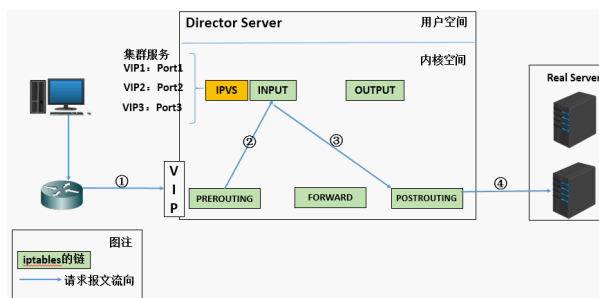 Director Server
用户空间
内核空间
集群服务
VIP1：Port1
VIP2：Port2
VIP3：Port3
IPVS
INPUT
OUTPUT
Real Server
①
②
③
④
VIP
PREROUTING
FORWARD
POSTROUTING
图注
iptables的链
请求报文流向